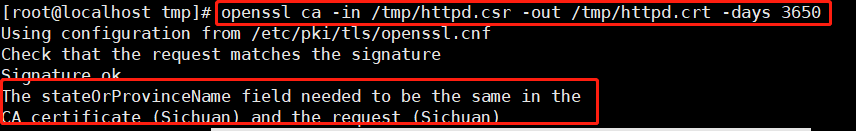 [root@localhost tmp]# openssl ca -in /tmp/httpd.csr -out /tmp/httpd.crt -days 3650
Using configuration from /etc/pki/tls/openssl.cnf
Check that the request matches the signature
Signature ok
The stateOrProvinceName field needed to be the same in the
CA certificate (Sichuan) and the request (Sichuan)